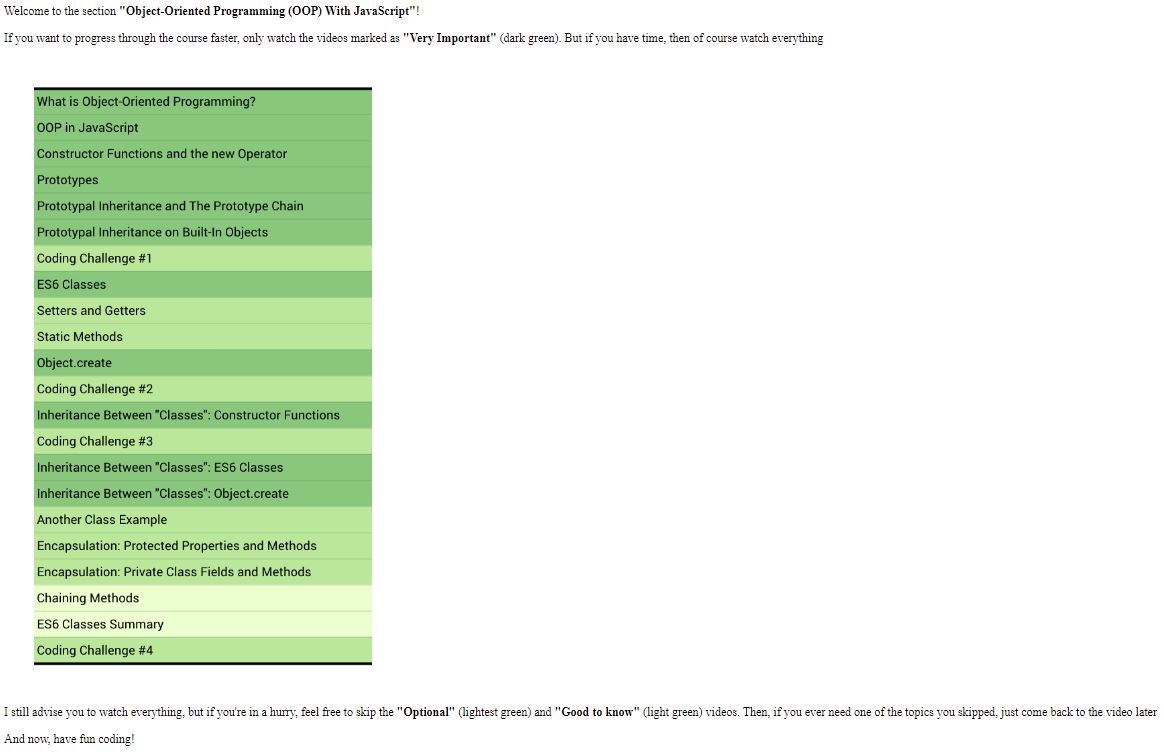 Welcome to the section "Object-Oriented Programming (OOP) With JavaScript"!
If you want to progress through the course faster, only watch the videos marked as "Very Important" (dark green). But if you have time, then of course watch everything
What is Object-Oriented Programming?
OOP in JavaScript
Constructor Functions and the new Operator
Prototypes
Prototypal Inheritance and The Prototype Chain
Prototypal Inheritance on Built-In Objects
Coding Challenge #1
ES6 Classes
Setters and Getters
Static Methods
Object.create
Coding Challenge #2
Inheritance Between "Classes": Constructor Functions
Coding Challenge #3
Inheritance Between "Classes": ES6 Classes
Inheritance Between "Classes": Object.create
Another Class Example
Encapsulation: Protected Properties and Methods
Encapsulation: Private Class Fields and Methods
Chaining Methods
ES6 Classes Summary
Coding Challenge #4
I still advise you to watch everything, but if you're in a hurry, feel free to skip the "Optional" (lightest green) and "Good to know" (light green) videos. Then, if you ever need one of the topics you skipped, just come back to the video later
And now, have fun coding!